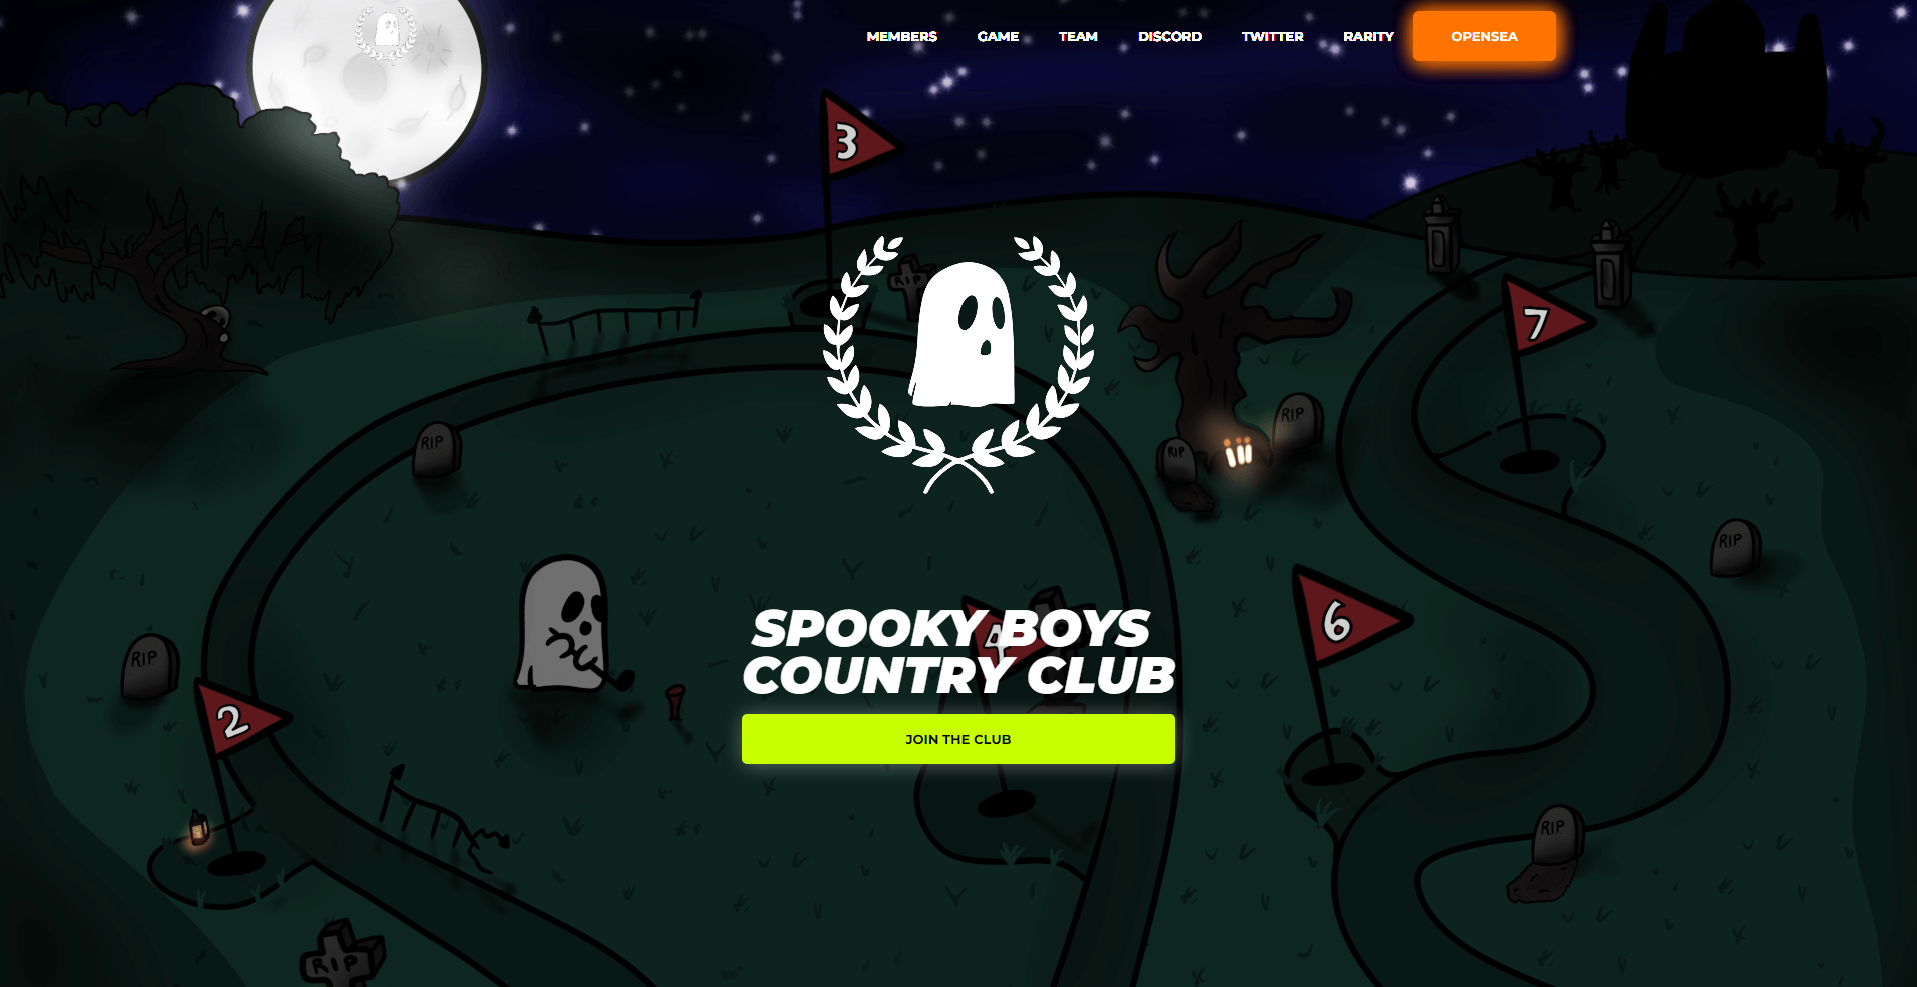 MEMBERS GAME TEAM DISCORD TWITTER RARITY OPENSEA
3
RIP
7
RIP
RIP
RIP
RIP
6
4
SPOOKY BOYS
COUNTRY CLUB
RIP
2
JOIN THE CLUB
RIP
RIP